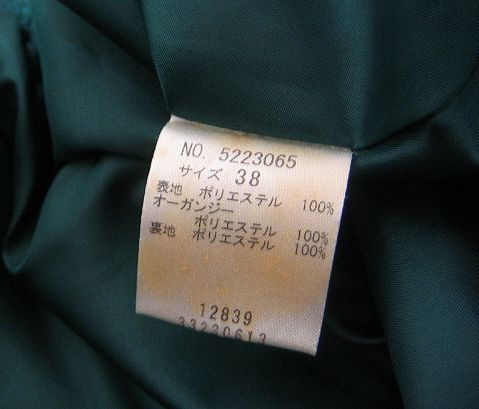 NO. 5223065
サイズ 38
表地 ポリエステル 100%
オーガンジー
ポリエステル 100%
裏地 ポリエステル 100%
12839
33230613